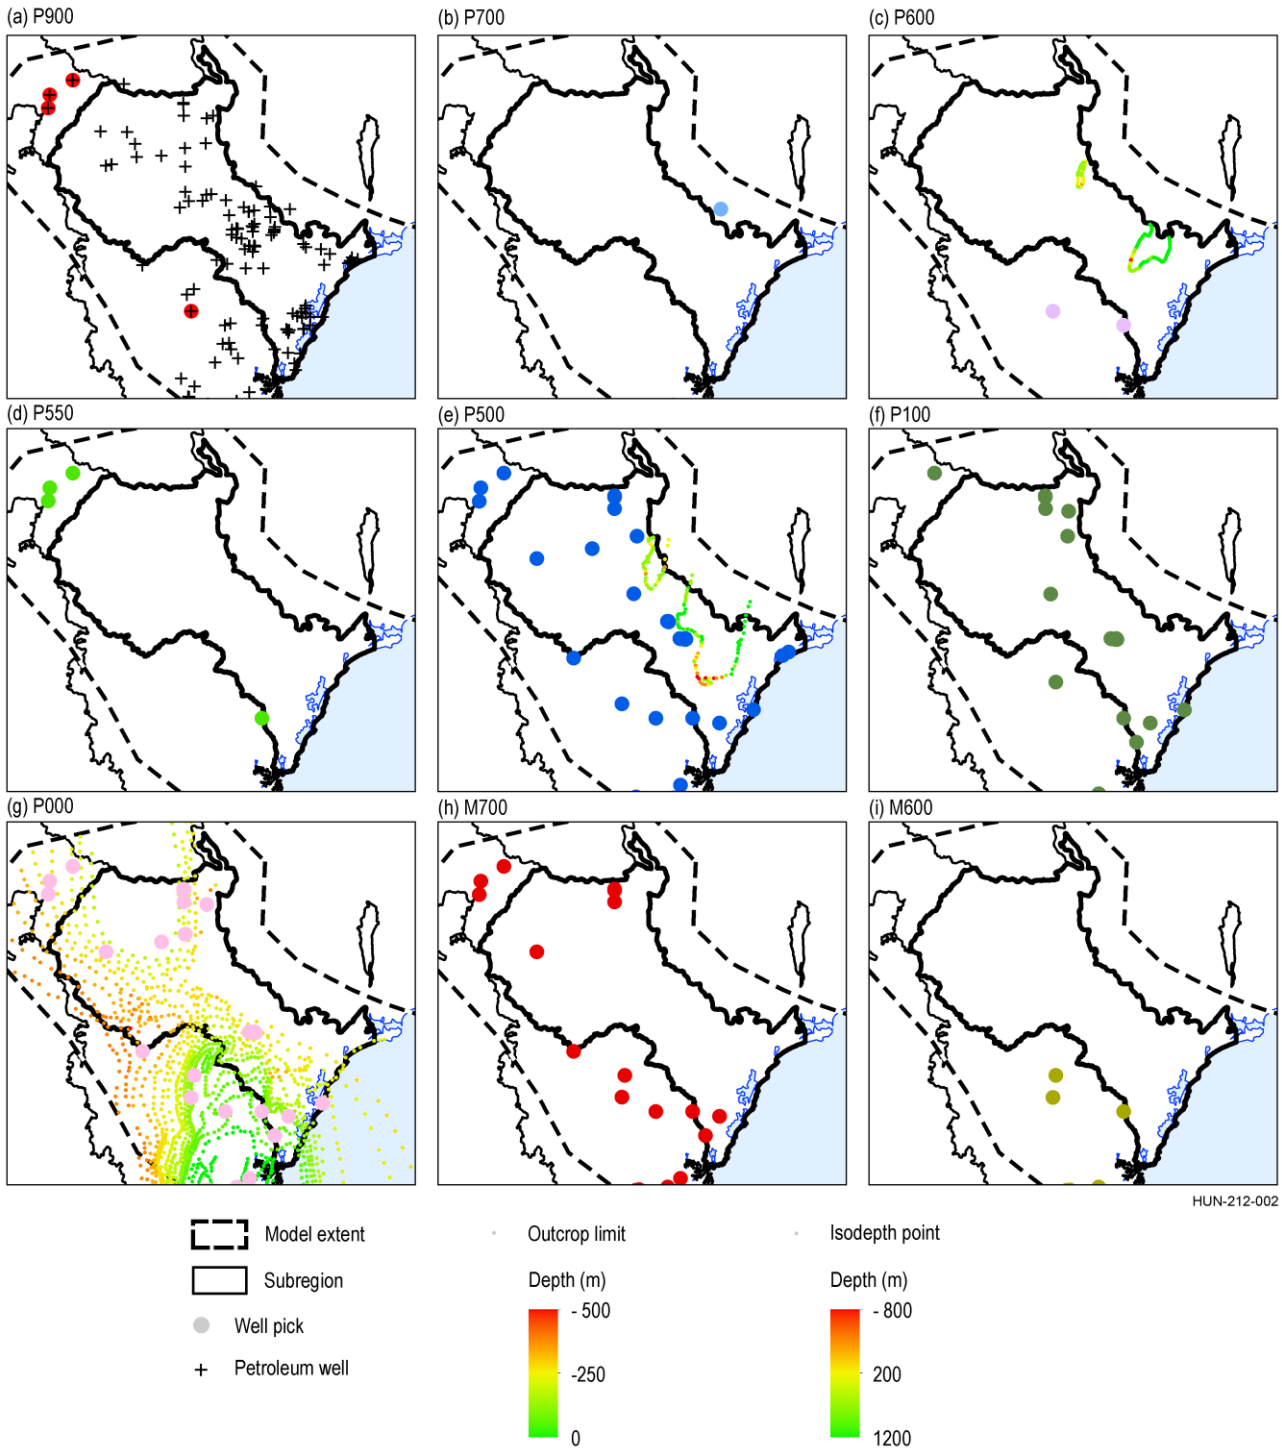 (a) P900
(b) P700
(c) P600
(d) P550
(e) P500
(f) P100
(g) P000
(h) M700
(i) M600
HUN-212-002
Model extent
Subregion
Well pick
Petroleum well
Outcrop limit
Depth (m)
- 500
-250
0
Isodepth point
Depth (m)
- 800
200
1200